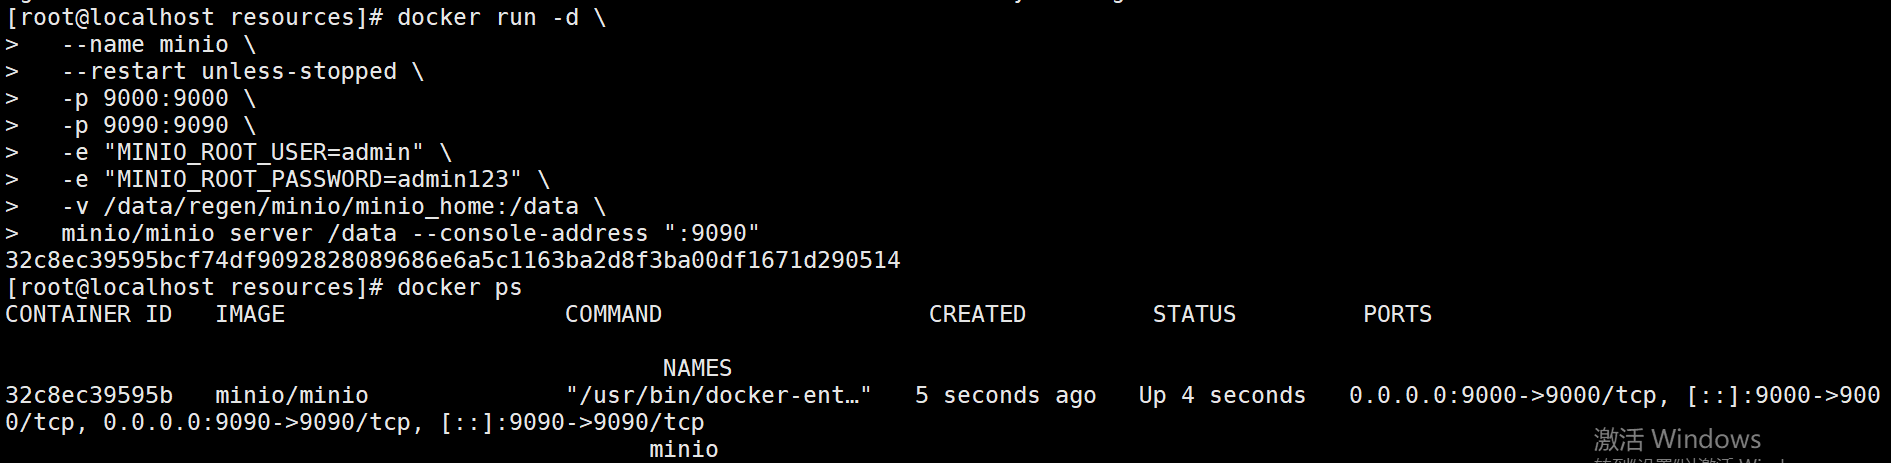 [root@localhost resources]# docker run -d \
>   --name minio \
>   --restart unless-stopped \
>   -p 9000:9000 \
>   -p 9090:9090 \
>   -e "MINIO_ROOT_USER=admin" \
>   -e "MINIO_ROOT_PASSWORD=admin123" \
>   -v /data/regen/minio/minio_home:/data \
>   minio/minio server /data --console-address ":9090"
32c8ec39595bcf74df9092828089686e6a5c1163ba2d8f3ba00df1671d290514
[root@localhost resources]# docker ps
CONTAINER ID   IMAGE                    COMMAND                   CREATED         STATUS         PORTS
NAMES
32c8ec39595b   minio/minio              "/usr/bin/docker-ent…"   5 seconds ago   Up 4 seconds   0.0.0.0:9000->9000/tcp, [::]:9000->900
0/tcp, 0.0.0.0:9090->9090/tcp, [::]:9090->9090/tcp
minio
激活 Windows